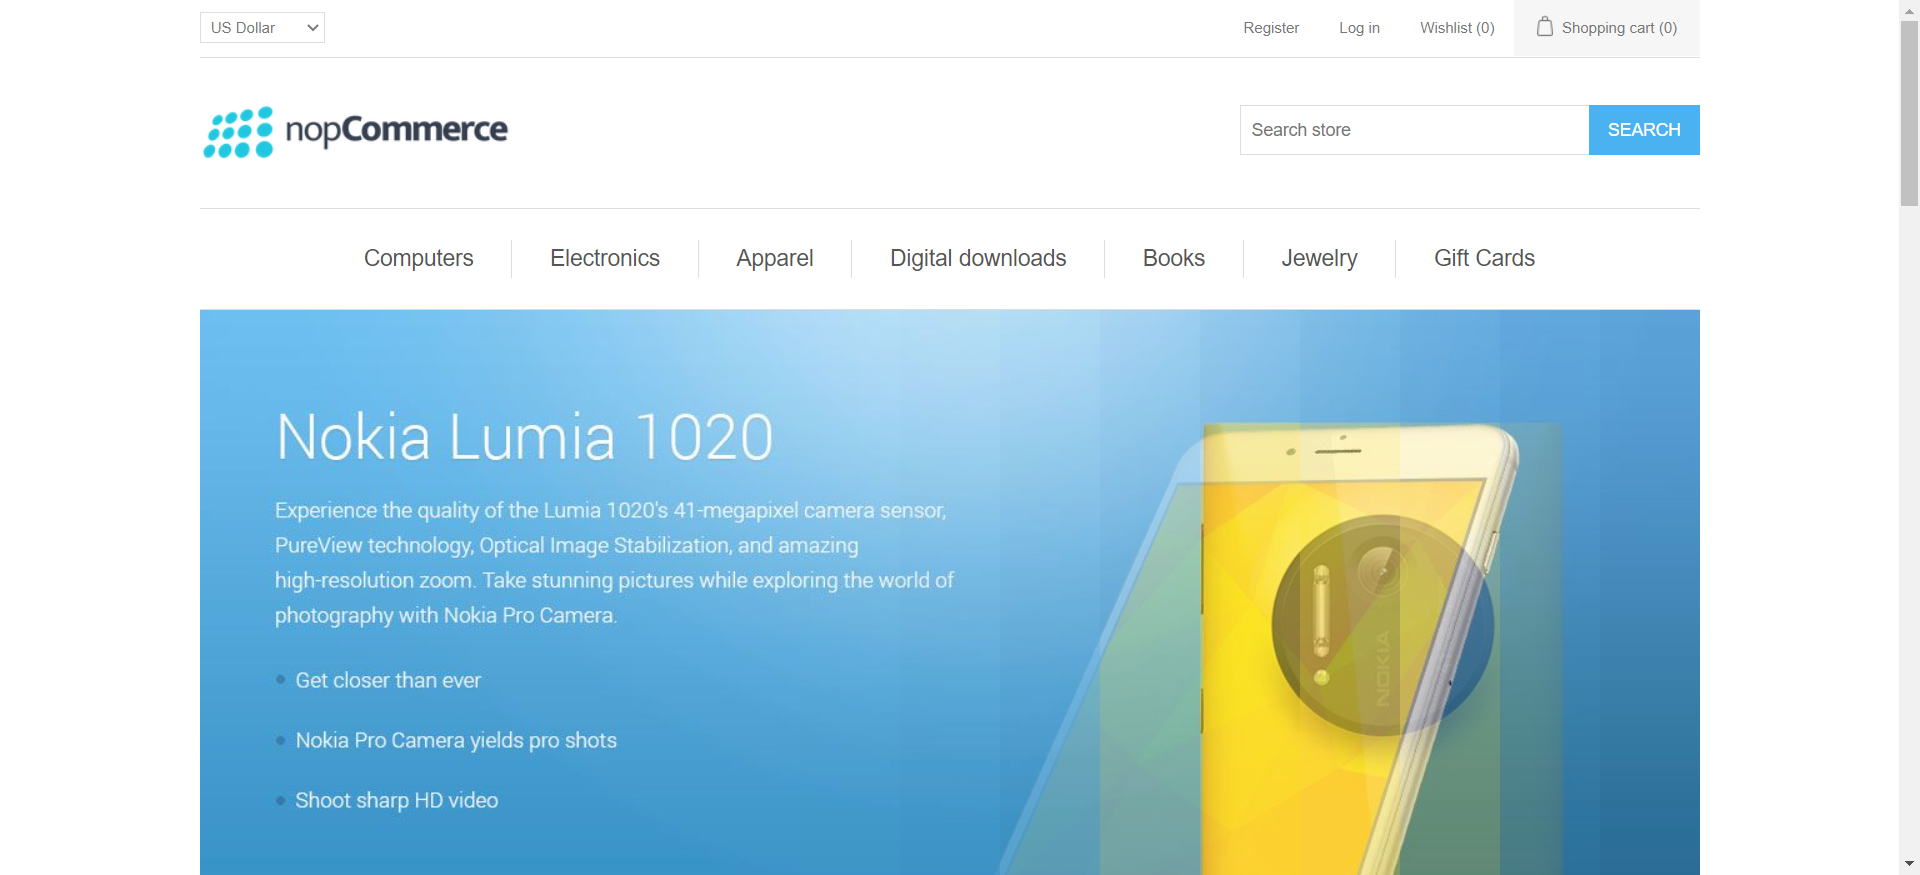 US Dollar
Register
Log in
Wishlist (0)
Shopping cart (0)
nopCommerce
Search store
SEARCH
Computers
Electronics
Apparel
Digital downloads
Books
Jewelry
Gift Cards
Nokia Lumia 1020
Experience the quality of the Lumia 1020's 41-megapixel camera sensor,
PureView technology, Optical Image Stabilization, and amazing
high-resolution zoom. Take stunning pictures while exploring the world of
photography with Nokia Pro Camera.
Get closer than ever
Nokia Pro Camera yields pro shots
Shoot sharp HD video
NOKIA